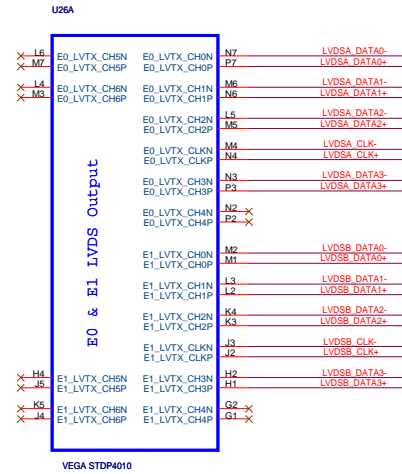 U26A
L6 E0_LVTX_CH5N E0_LVTX_CH0N N7 LVDSA_DATA0-
M7 E0_LVTX_CH5P E0_LVTX_CH0P P7 LVDSA_DATA0+
L4 E0_LVTX_CH6N E0_LVTX_CH1N M6 LVDSA_DATA1-
M3 E0_LVTX_CH6P E0_LVTX_CH1P N6 LVDSA_DATA1+
E0_LVTX_CH2N L5 LVDSA_DATA2-
E0_LVTX_CH2P M5 LVDSA_DATA2+
E0_LVTX_CLKN M4 LVDSA_CLK-
E0_LVTX_CLKP N4 LVDSA_CLK+
E0_LVTX_CH3N N3 LVDSA_DATA3-
E0_LVTX_CH3P P3 LVDSA_DATA3+
E0_LVTX_CH4N N2
E0_LVTX_CH4P P2
E0 & E1 LVDS Output
E1_LVTX_CH0N M2 LVDSB_DATA0-
E1_LVTX_CH0P M1 LVDSB_DATA0+
E1_LVTX_CH1N L3 LVDSB_DATA1-
E1_LVTX_CH1P L2 LVDSB_DATA1+
E1_LVTX_CH2N K4 LVDSB_DATA2-
E1_LVTX_CH2P K3 LVDSB_DATA2+
E1_LVTX_CLKN J3 LVDSB_CLK-
E1_LVTX_CLKP J2 LVDSB_CLK+
H4 E1_LVTX_CH5N E1_LVTX_CH3N H2 LVDSB_DATA3-
J5 E1_LVTX_CH5P E1_LVTX_CH3P H1 LVDSB_DATA3+
K5 E1_LVTX_CH6N E1_LVTX_CH4N G2
J4 E1_LVTX_CH6P E1_LVTX_CH4P G1
VEGA STDP4010